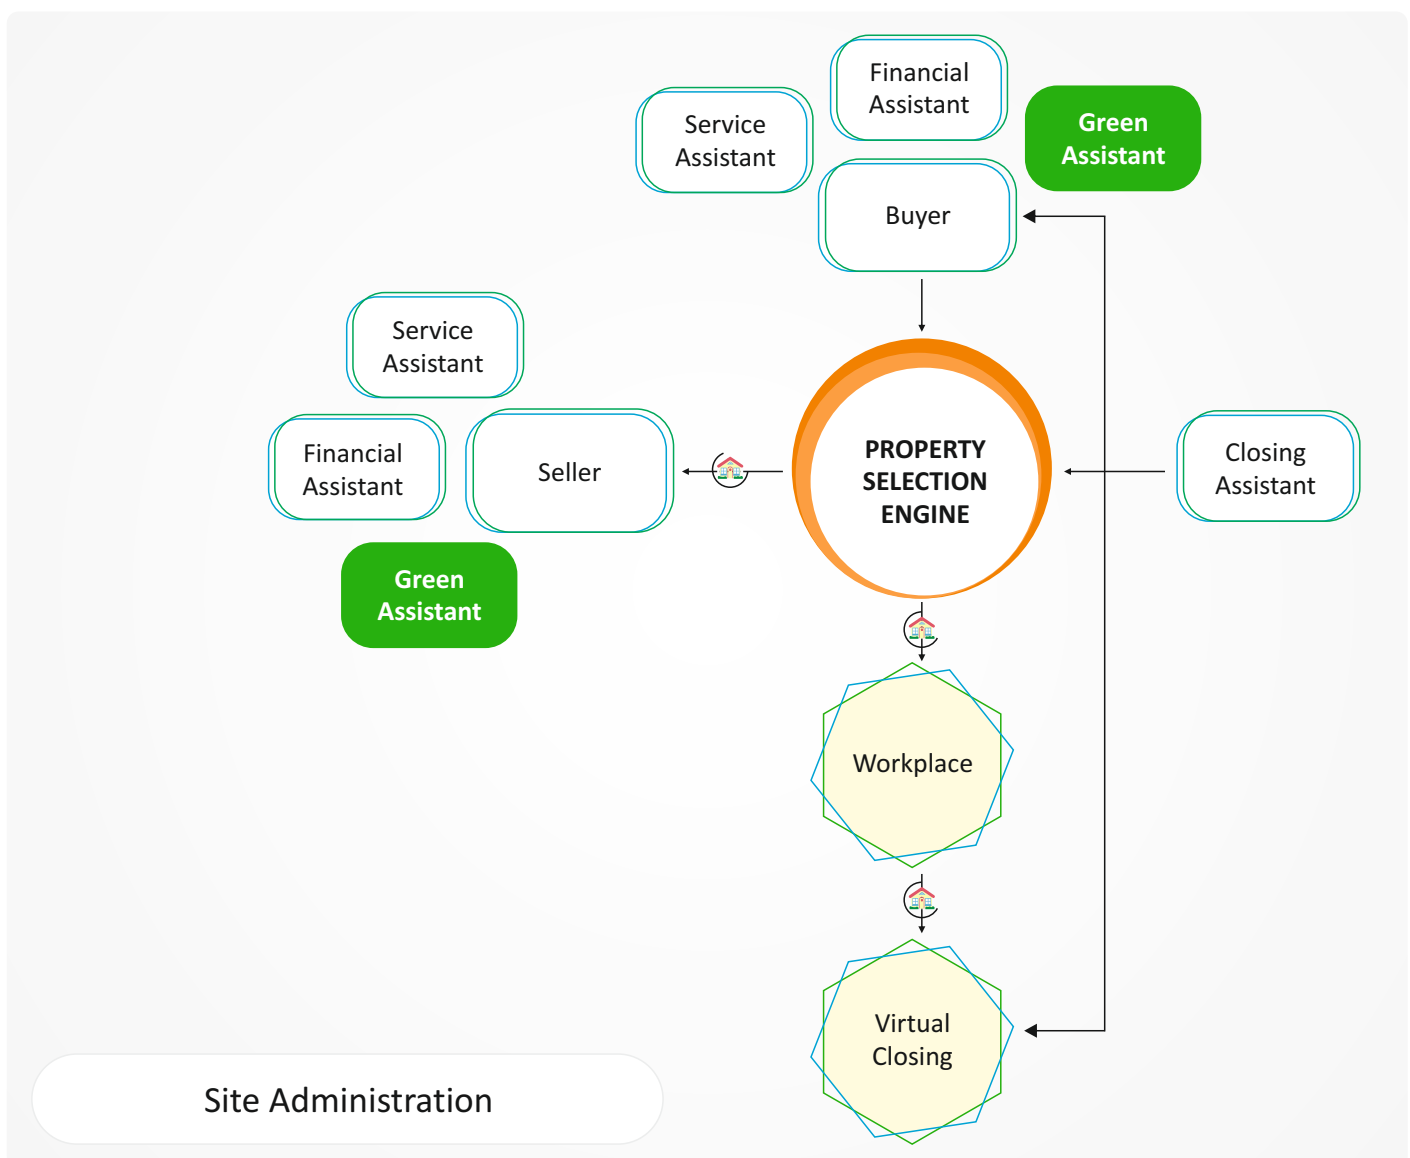 Financial
Assistant
Service
Assistant
Green
Assistant
Buyer
Service
Assistant
Financial
Assistant
Seller
Green
Assistant
PROPERTY
SELECTION
ENGINE
Closing
Assistant
Workplace
Virtual
Closing
Site Administration